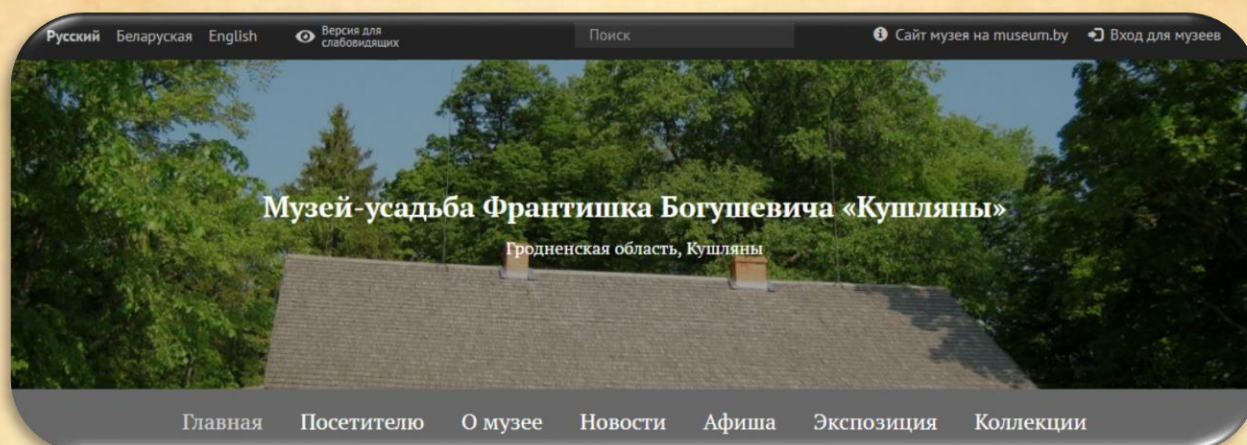 Русский Беларуская English Версия для слабовидящих Поиск Сайт музея на museum.by Вход для музеев
Музей-усадьба Франтишка Богушевича «Кушляны»
Гродненская область, Кушляны
Главная Посетителю О музее Новости Афиша Экспозиция Коллекции